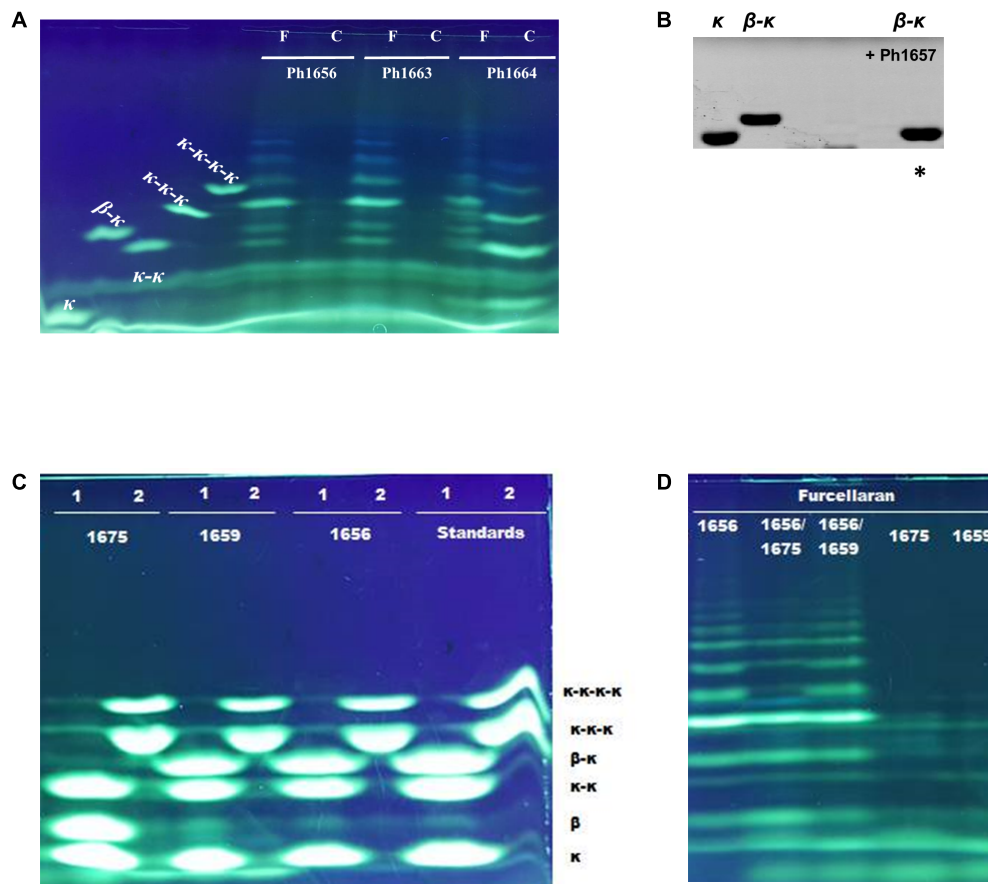 A
F C F C F C
Ph1656 Ph1663 Ph1664
κ-κ-κ-κ
κ-κ-κ
β-κ
κ-κ
κ
B
κ β-κ β-κ
+ Ph1657
*
C
1 2 1 2 1 2 1 2
1675 1659 1656 Standards
κ-κ-κ-κ
κ-κ-κ
β-κ
κ-κ
β
κ
D
Furcellaran
1656 1656/ 1656/ 1675 1659
1675 1659